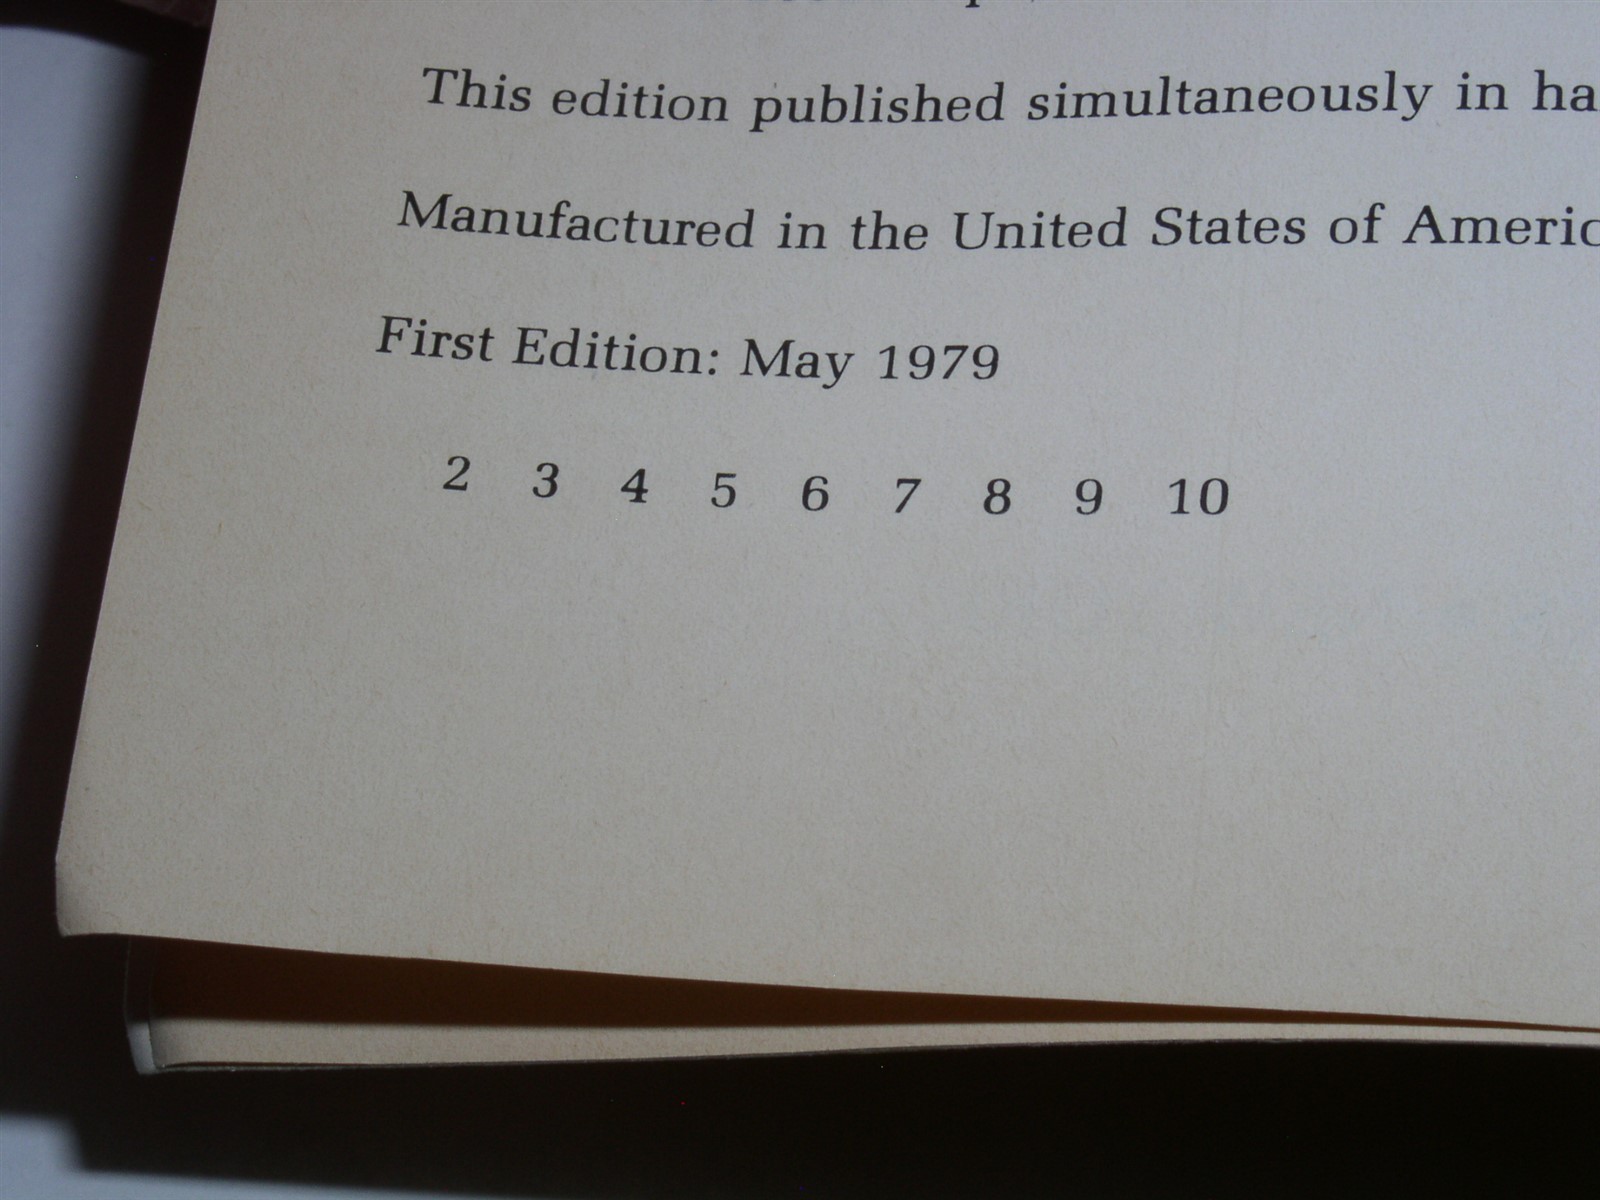 This edition published simultaneously in ha
Manufactured in the United States of Americ
First Edition: May 1979
2 3 4 5 6 7 8 9 10